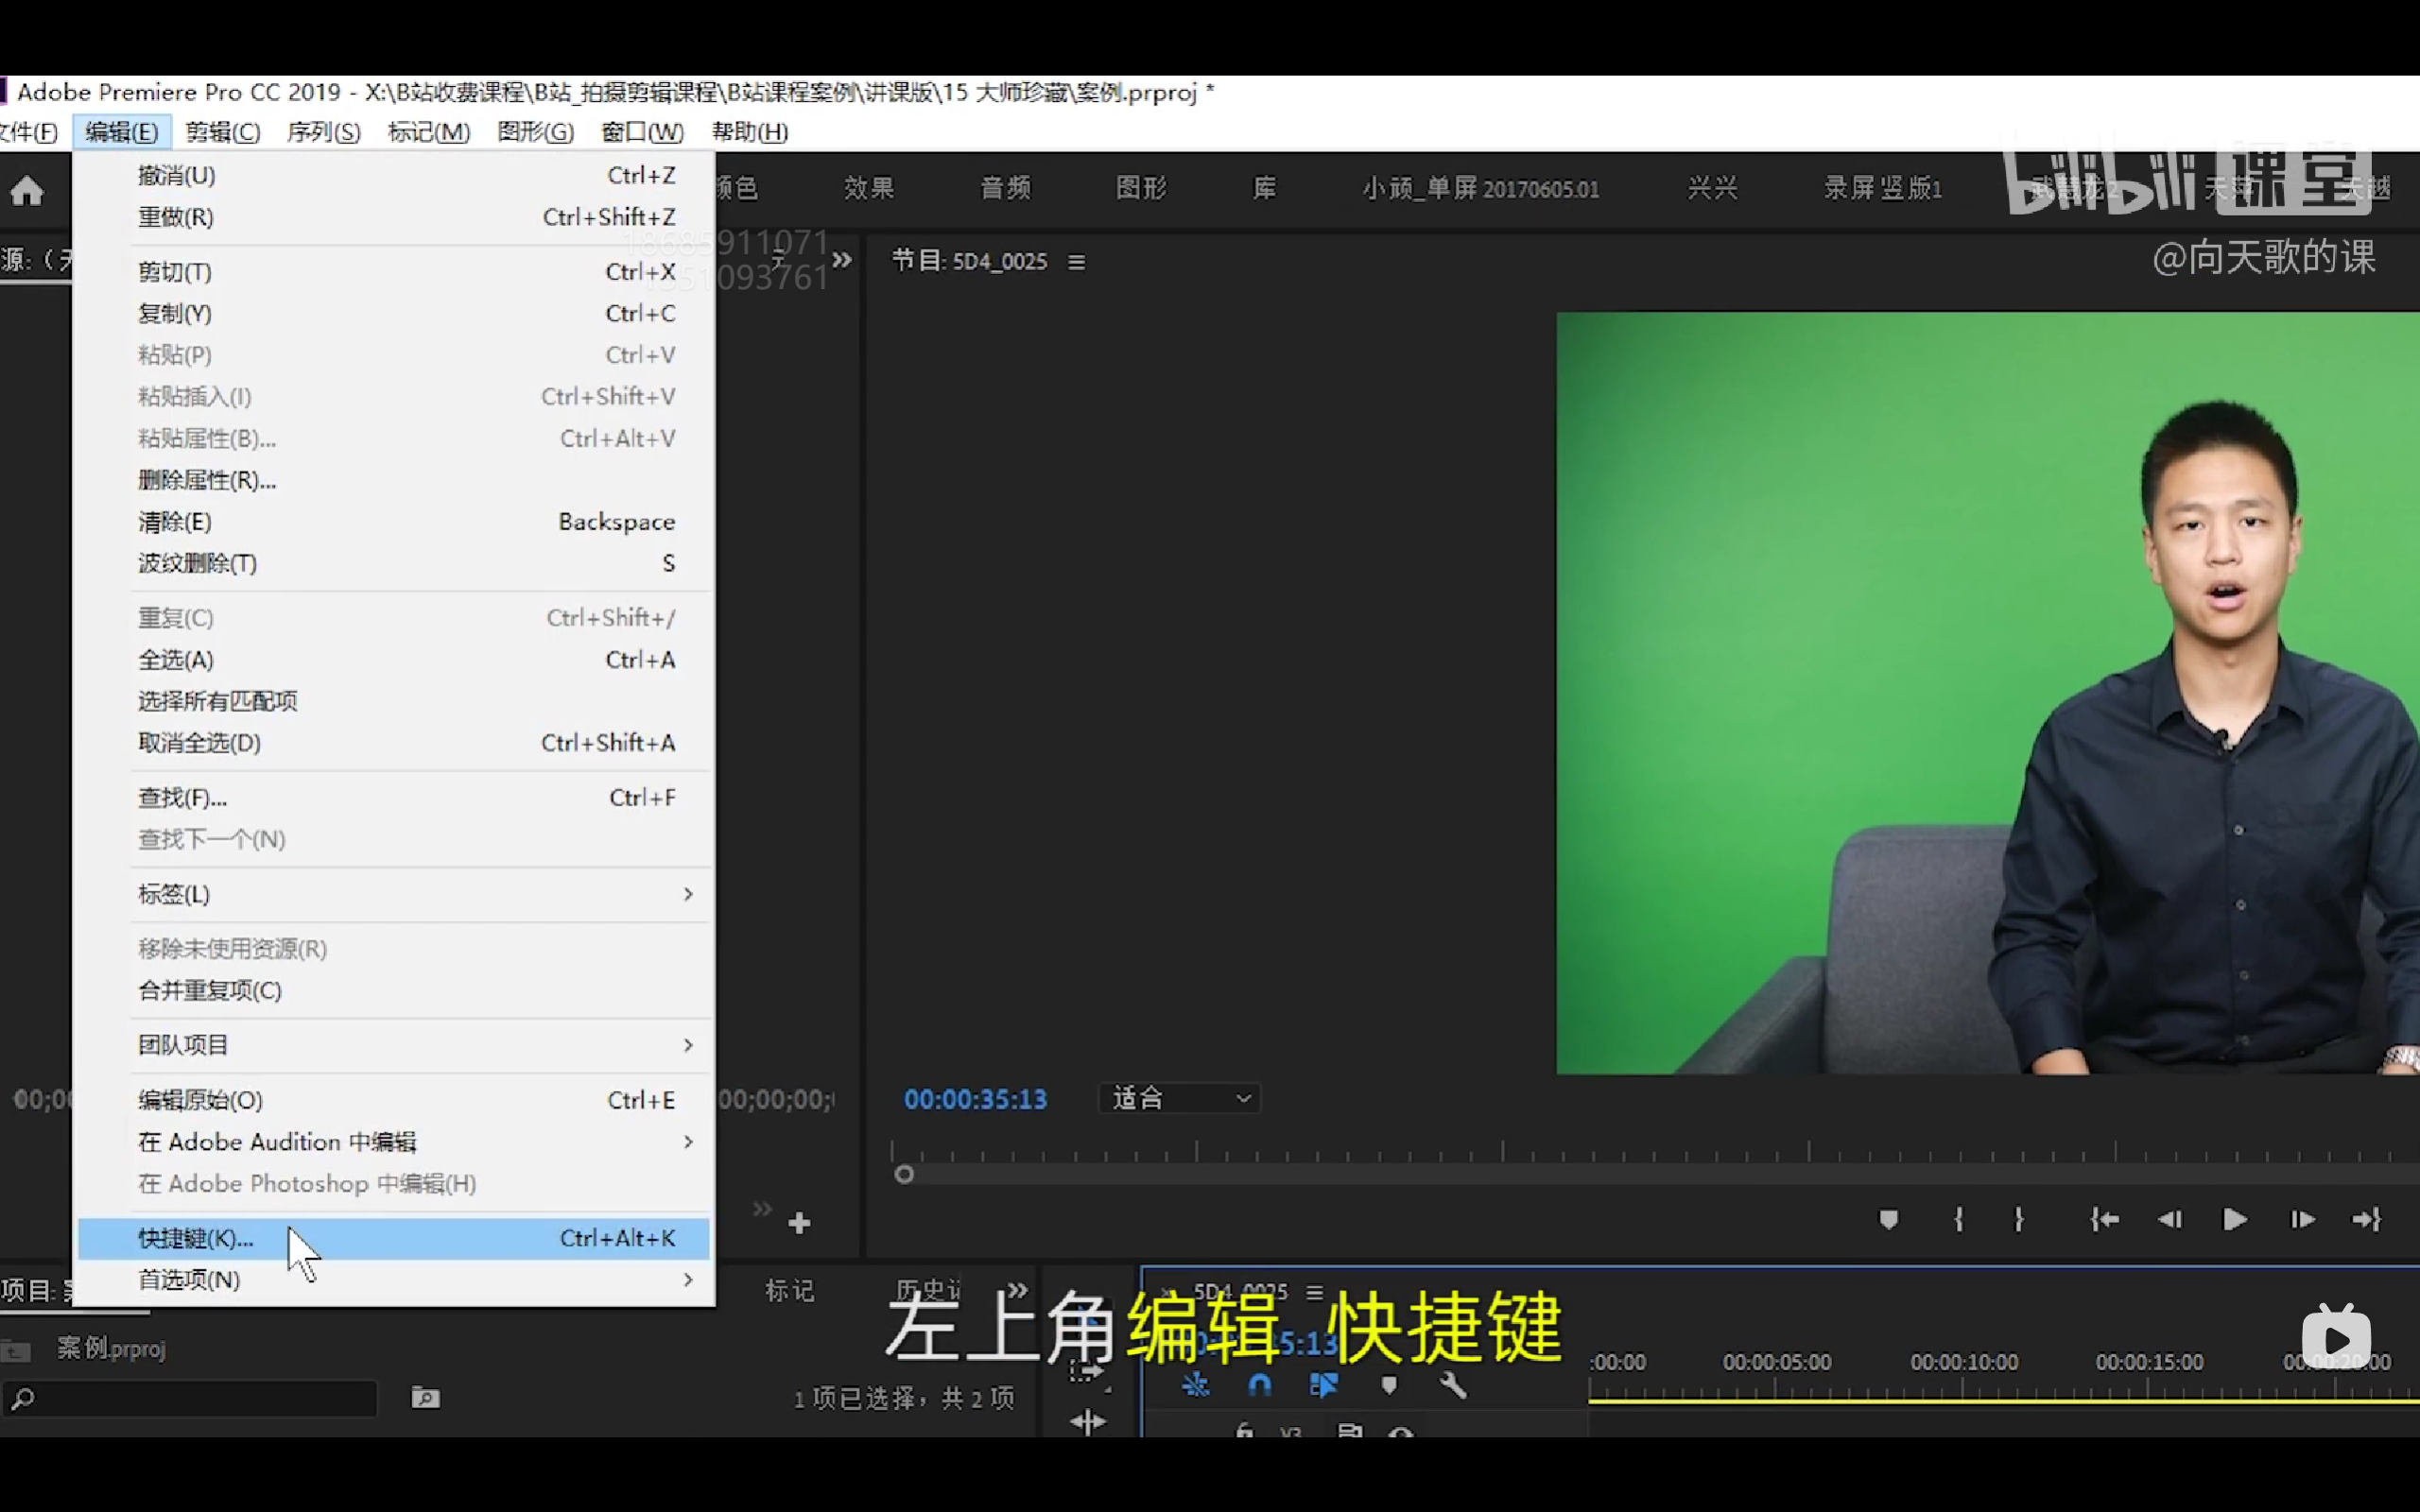 Adobe Premiere Pro CC 2019 - X:\B站收费课程\B站_拍摄剪辑课程\B站课程案例\讲课版\15 大师珍藏\案例.prproj *
文件(F) 编辑(E) 剪辑(C) 序列(S) 标记(M) 图形(G) 窗口(W) 帮助(H)
颜色 效果 音频 图形 库 小顽_单屏 20170605.01 兴兴 录屏 竖版1
bilibili 课堂
@向天歌的课
18685911071
093761
节目: 5D4_0025
撤消(U) Ctrl+Z
重做(R) Ctrl+Shift+Z
剪切(T) Ctrl+X
复制(Y) Ctrl+C
粘贴(P) Ctrl+V
粘贴插入(I) Ctrl+Shift+V
粘贴属性(B)... Ctrl+Alt+V
删除属性(R)...
清除(E) Backspace
波纹删除(T) S
重复(C) Ctrl+Shift+/
全选(A) Ctrl+A
选择所有匹配项
取消全选(D) Ctrl+Shift+A
查找(F)... Ctrl+F
查找下一个(N)
标签(L)
移除未使用资源(R)
合并重复项(C)
团队项目
编辑原始(O) Ctrl+E
在 Adobe Audition 中编辑
在 Adobe Photoshop 中编辑(H)
快捷键(K)... Ctrl+Alt+K
首选项(N)
源:
00;00
00;00;00;
00:00:35:13 适合
项目:
标记 历史记
5D4_0025
左上角编辑 快捷键
案例.prproj
1 项已选择，共 2 项
:00:00 00:00:05:00 00:00:10:00 00:00:15:00 00:00:20:00
V3